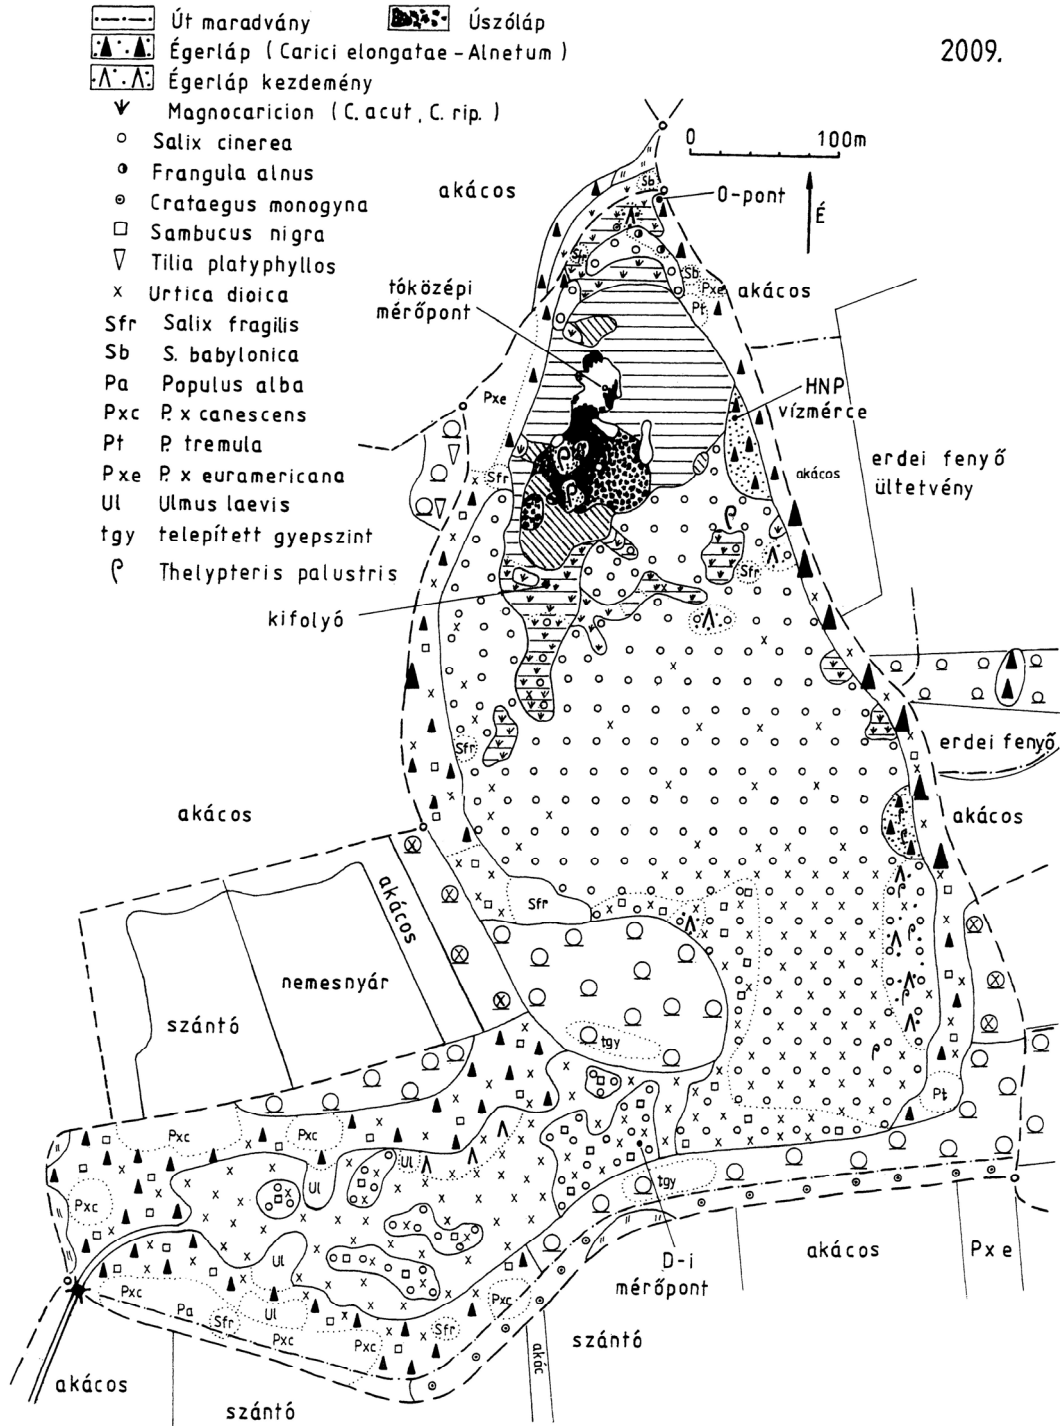 Út maradvány
Úszóláp
Égerláp (Carici elongatae-Alnetum)
Égerláp kezdemény
Magnocaricion (C. acut, C. rip.)
Salix cinerea
Frangula alnus
Crataegus monogyna
Sambucus nigra
Tilia platyphyllos
Urtica dioica
Sfr Salix fragilis
Sb S. babylonica
Pa Populus alba
Pxc P. x canescens
Pt P. tremula
Pxe P. x euramericana
Ul Ulmus laevis
tgy telepített gyepszint
Thelypteris palustris
2009.
0 100m
É
akácos
Sb
0-pont
Sfr
Sb
Pxe
Pt
akácos
tóközépi
mérőpont
Pxe
HNP
vízmérce
akácos
erdei fenyő
ültetvény
Sfr
Sfr
kifolyó
Sfr
erdei fenyő
akácos
akácos
akácos
Sfr
nemesnyár
szántó
tgy
Pt
Pxc
Pxc
Ul
Ul
Pxc
tgy
Ul
D-i
mérőpont
akácos
Pxe
Pxc
Pa
Sfr
Ul
Pxc
Pxc
Sfr
Pxc
szántó
akác
akácos
szántó